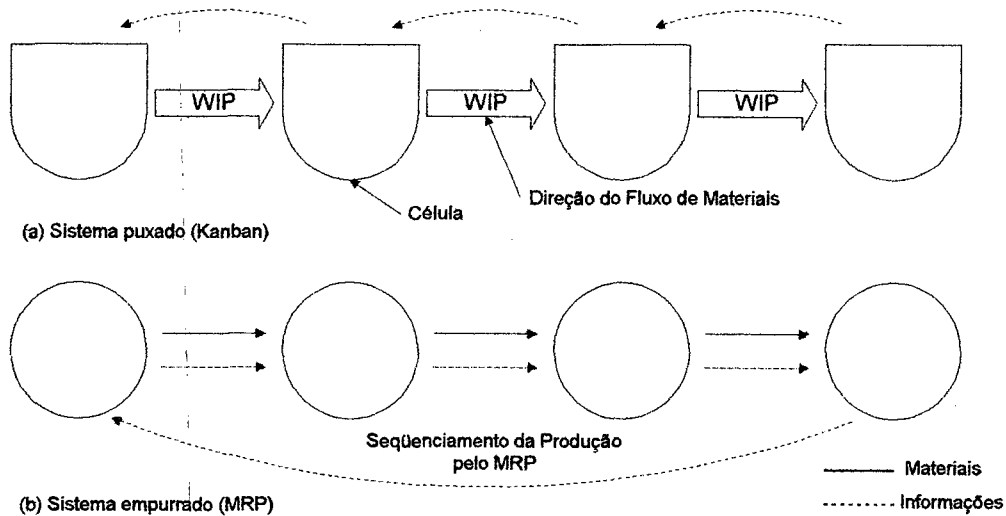 WIP
WIP
WIP
Célula
Direção do Fluxo de Materiais
(a) Sistema puxado (Kanban)
Seqüenciamento da Produção
pelo MRP
Materiais
Informações
(b) Sistema empurrado (MRP)